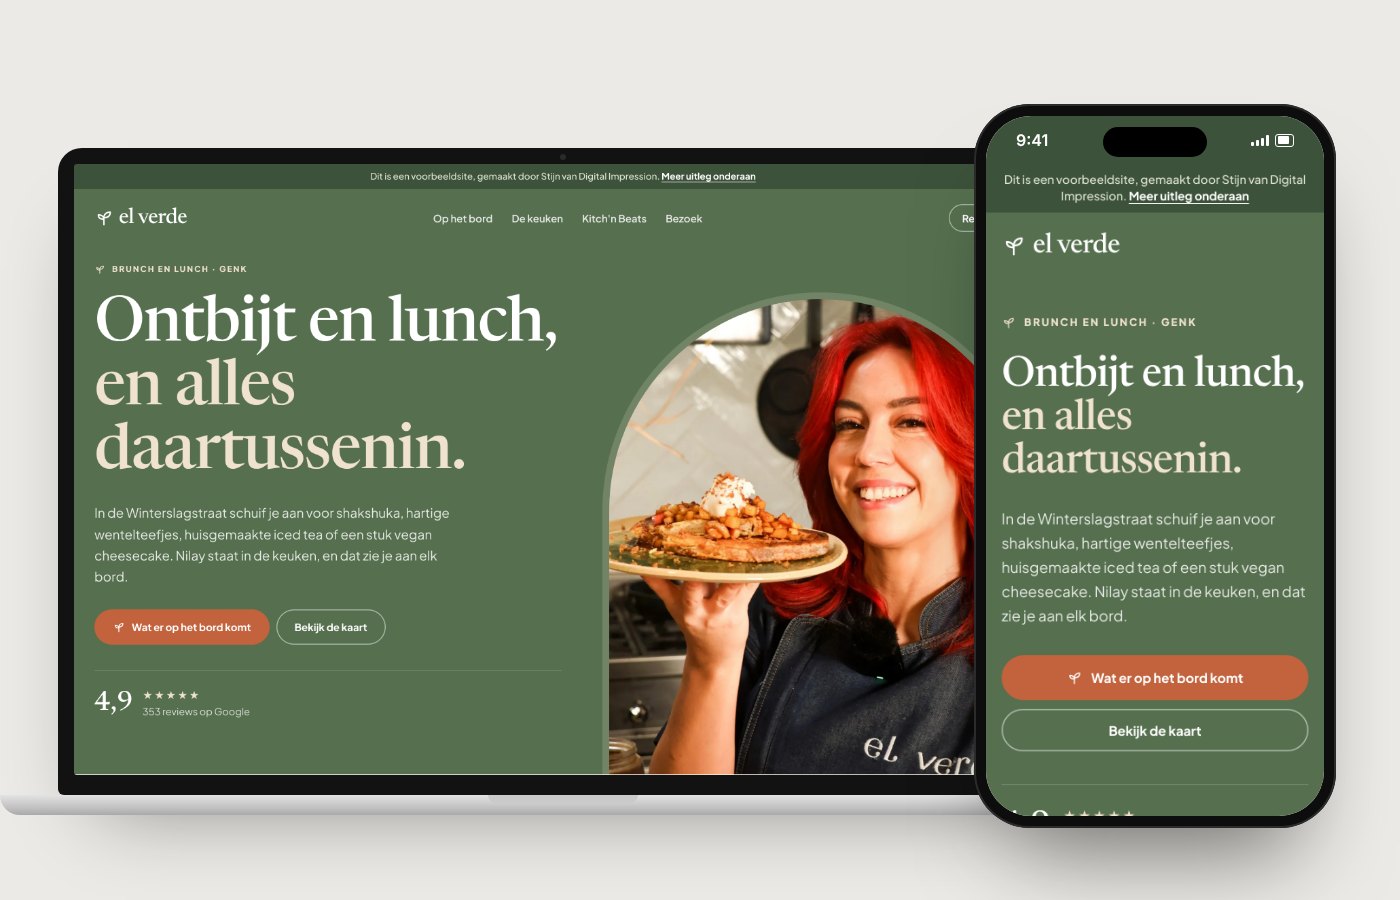 Dit is een voorbeeldsite, gemaakt door Stijn van Digital Impression. Meer uitleg onderaan
el verde
Op het bord
De keuken
Kitch'n Beats
Bezoek
BRUNCH EN LUNCH · GENK
Ontbijt en lunch,
en alles
daartussenin.
In de Winterslagstraat schuif je aan voor shakshuka, hartige
wentelteefjes, huisgemaakte iced tea of een stuk vegan
cheesecake. Nilay staat in de keuken, en dat zie je aan elk
bord.
Wat er op het bord komt
Bekijk de kaart
4,9
★★★★★
353 reviews op Google
el ver
9:41
Dit is een voorbeeldsite, gemaakt door Stijn van Digital
Impression. Meer uitleg onderaan
el verde
BRUNCH EN LUNCH · GENK
Ontbijt en lunch,
en alles
daartussenin.
In de Winterslagstraat schuif je aan voor
shakshuka, hartige wentelteefjes,
huisgemaakte iced tea of een stuk vegan
cheesecake. Nilay staat in de keuken, en dat
zie je aan elk bord.
Wat er op het bord komt
Bekijk de kaart